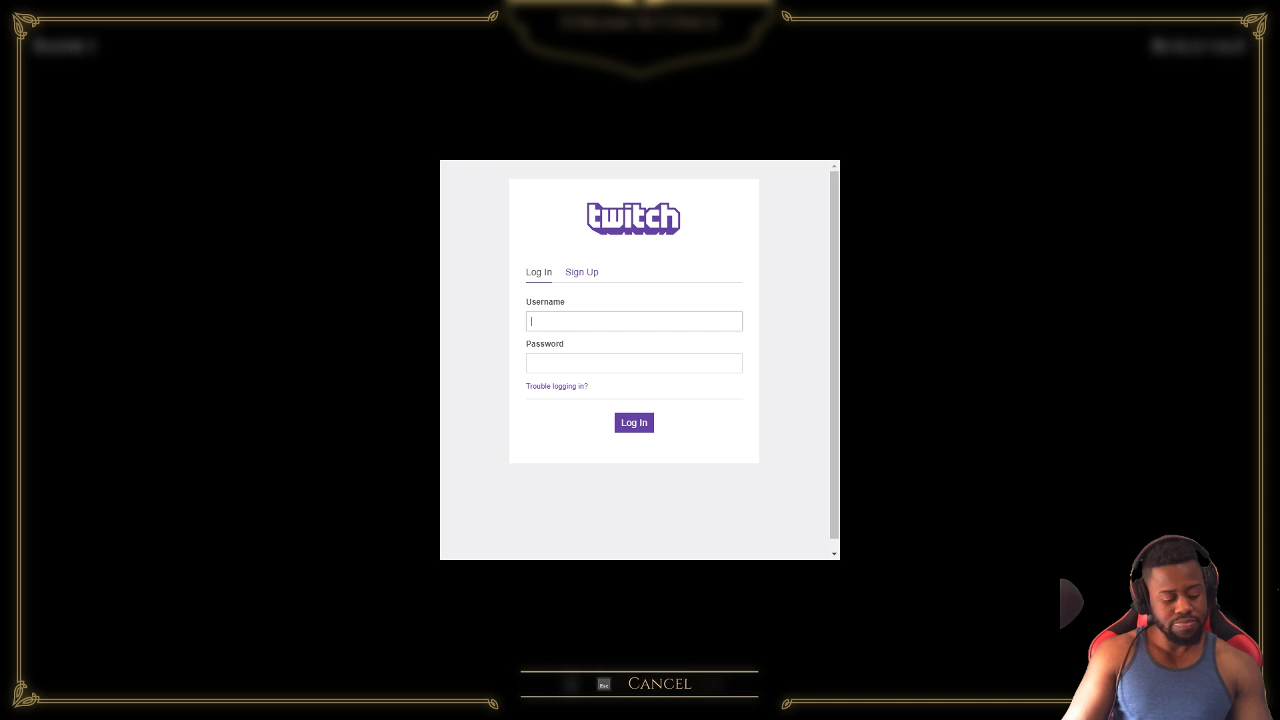 twitch
Log In Sign Up
Username
Password
Trouble logging in?
Log In
Esc CANCEL